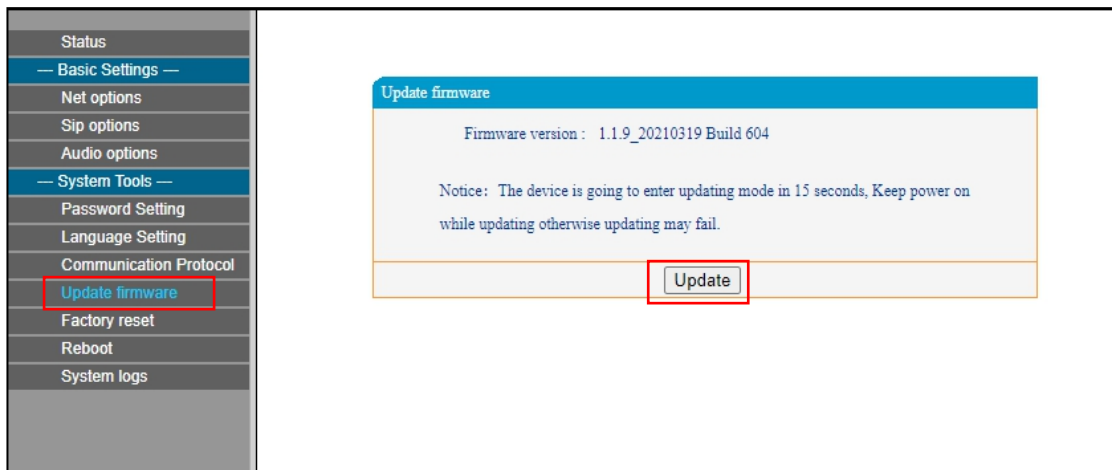 Status
--- Basic Settings ---
Net options
Sip options
Audio options
--- System Tools ---
Password Setting
Language Setting
Communication Protocol
Update firmware
Factory reset
Reboot
System logs
Update firmware
Firmware version : 1.1.9_20210319 Build 604
Notice: The device is going to enter updating mode in 15 seconds, Keep power on
while updating otherwise updating may fail.
Update